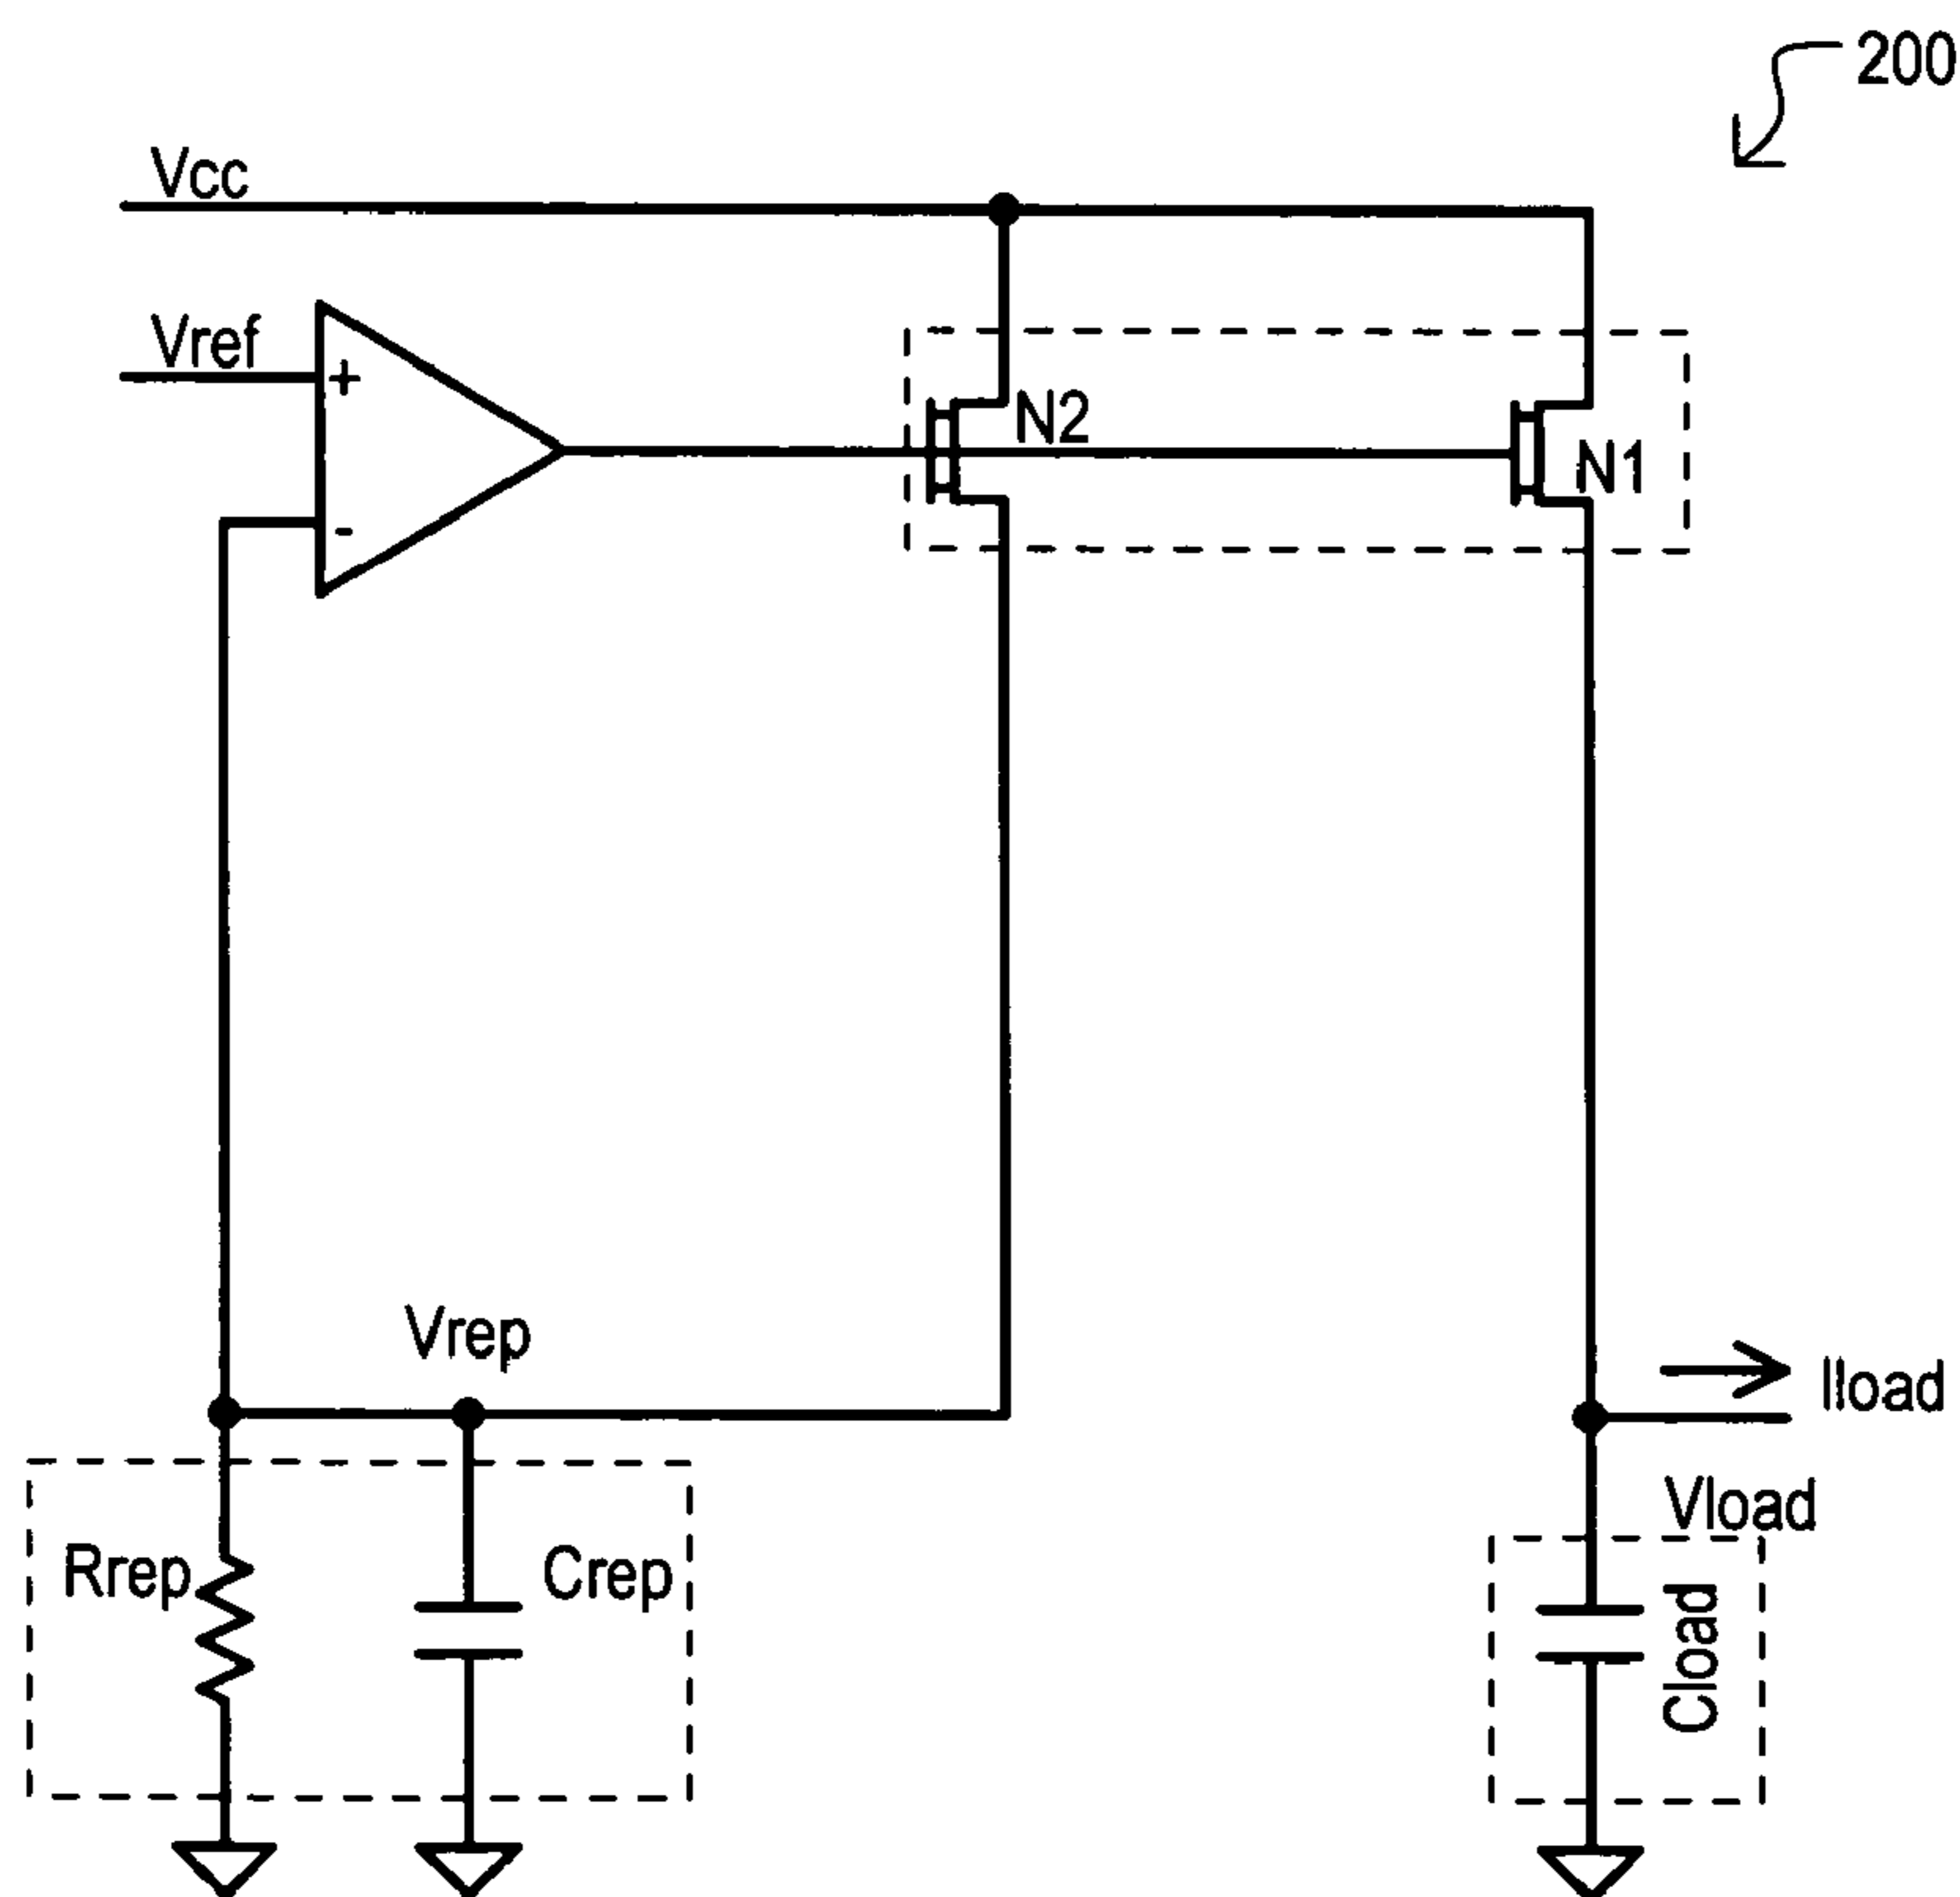 200
Vcc
Vref
+
-
N2
N1
Vrep
Iload
Vload
Rrep
Crep
Cload